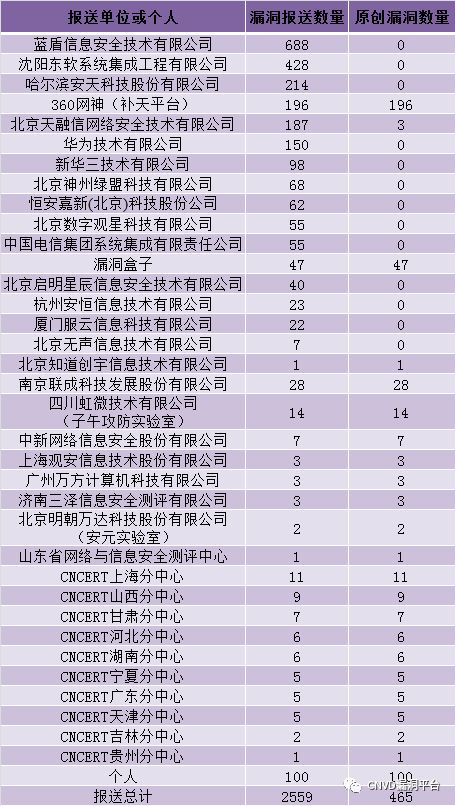 报送单位或个人 漏洞报送数量 原创漏洞数量
蓝盾信息安全技术有限公司 688 0
沈阳东软系统集成工程有限公司 428 0
哈尔滨安天科技股份有限公司 214 0
360网神（补天平台） 196 196
北京天融信网络安全技术有限公司 187 3
华为技术有限公司 150 0
新华三技术有限公司 98 0
北京神州绿盟科技有限公司 68 0
恒安嘉新(北京)科技股份公司 62 0
北京数字观星科技有限公司 55 0
中国电信集团系统集成有限责任公司 55 0
漏洞盒子 47 47
北京启明星辰信息安全技术有限公司 40 0
杭州安恒信息技术有限公司 23 0
厦门服云信息科技有限公司 22 0
北京无声信息技术有限公司 7 0
北京知道创宇信息技术有限公司 1 1
南京联成科技发展股份有限公司 28 28
四川虹微技术有限公司
（子午攻防实验室） 14 14
中新网络信息安全股份有限公司 7 7
上海观安信息技术股份有限公司 3 3
广州万方计算机科技有限公司 3 3
济南三泽信息安全测评有限公司 3 3
北京明朝万达科技股份有限公司
（安元实验室） 2 2
山东省网络与信息安全测评中心 1 1
CNCERT上海分中心 11 11
CNCERT山西分中心 9 9
CNCERT甘肃分中心 7 7
CNCERT河北分中心 6 6
CNCERT湖南分中心 6 6
CNCERT宁夏分中心 5 5
CNCERT广东分中心 5 5
CNCERT天津分中心 5 5
CNCERT吉林分中心 2 2
CNCERT贵州分中心 1 1
个人 100 100
报送总计 2559 465
CNVD漏洞平台